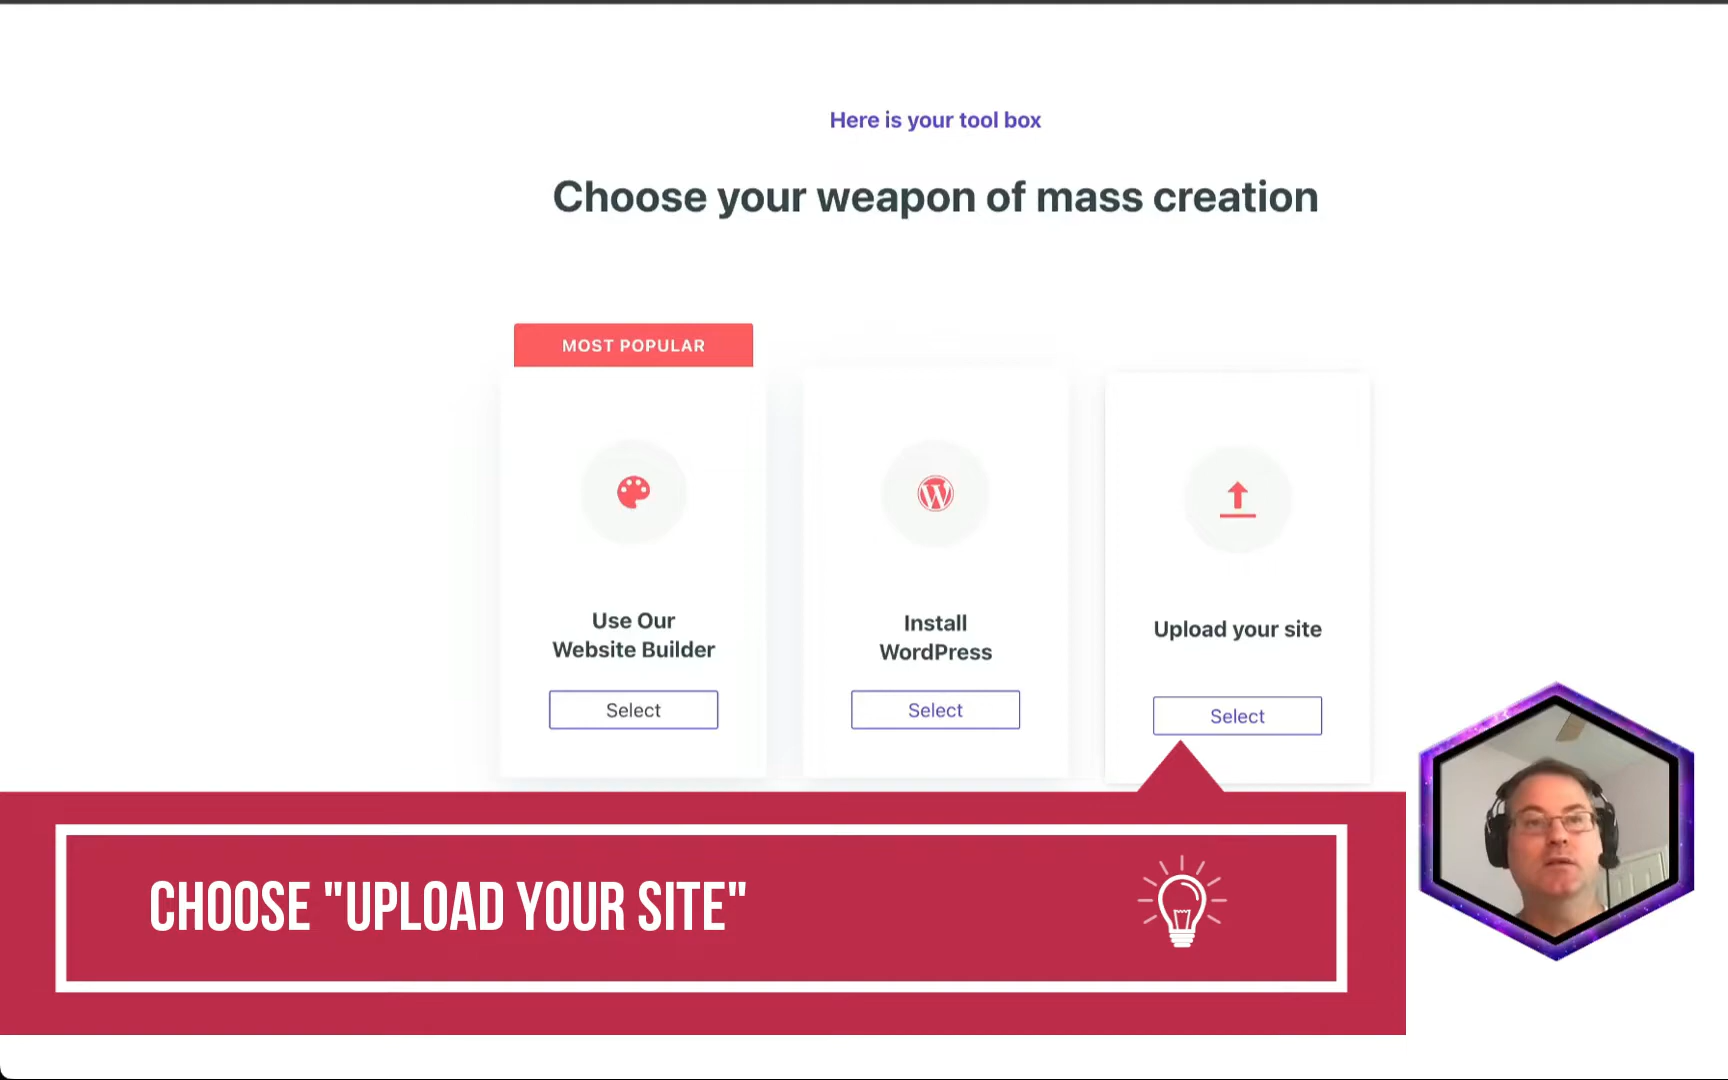 Here is your tool box
Choose your weapon of mass creation
MOST POPULAR
Use Our
Website Builder
Select
Install
WordPress
Select
Upload your site
Select
CHOOSE "UPLOAD YOUR SITE"